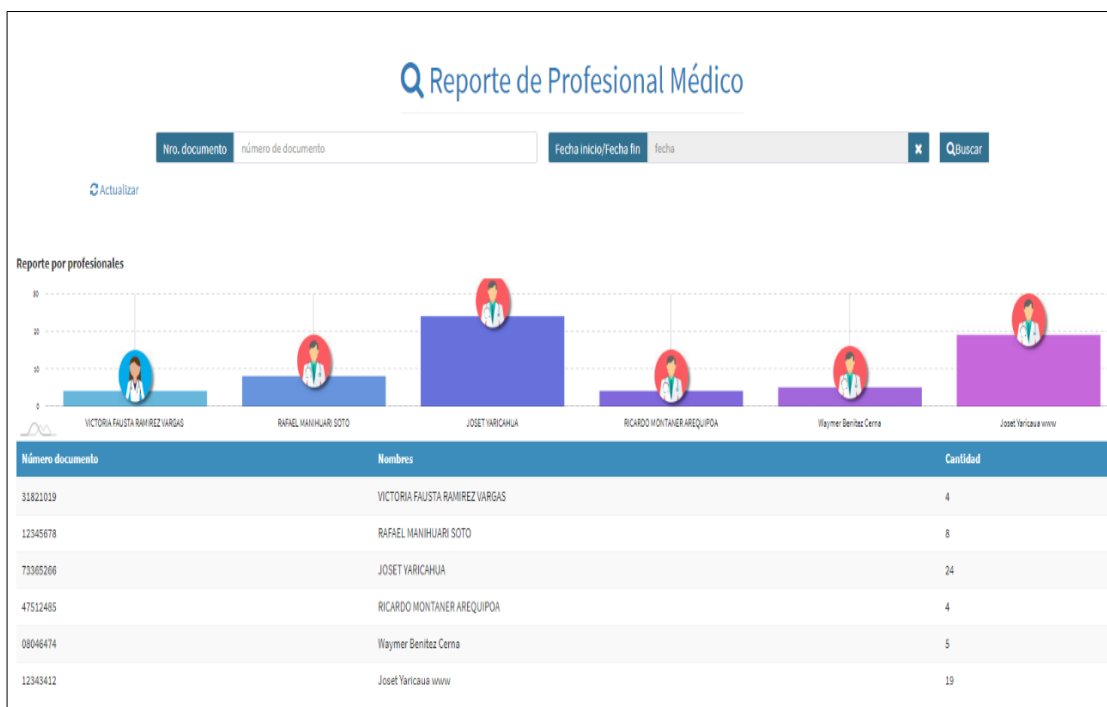 Reporte de Profesional Médico
Nro. documento número de documento Fecha inicio/Fecha fin fecha Buscar
Actualizar
Reporte por profesionales
30
20
10
0
VICTORIA FAUSTA RAMIREZ VARGAS RAFAEL MANIHUARI SOTO JOSET YARICAHUA RICARDO MONTANER AREQUIPOA Waymer Benitez Cerna Joset Yaricaua www
Número documento Nombres Cantidad
31821019 VICTORIA FAUSTA RAMIREZ VARGAS 4
12345678 RAFAEL MANIHUARI SOTO 8
73365266 JOSET YARICAHUA 24
47512485 RICARDO MONTANER AREQUIPOA 4
08046474 Waymer Benitez Cerna 5
12343412 Joset Yaricaua www 19